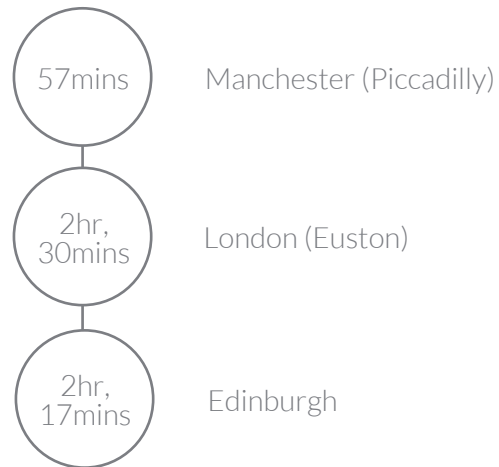 57mins
Manchester (Piccadilly)
2hr,
30mins
London (Euston)
2hr,
17mins
Edinburgh